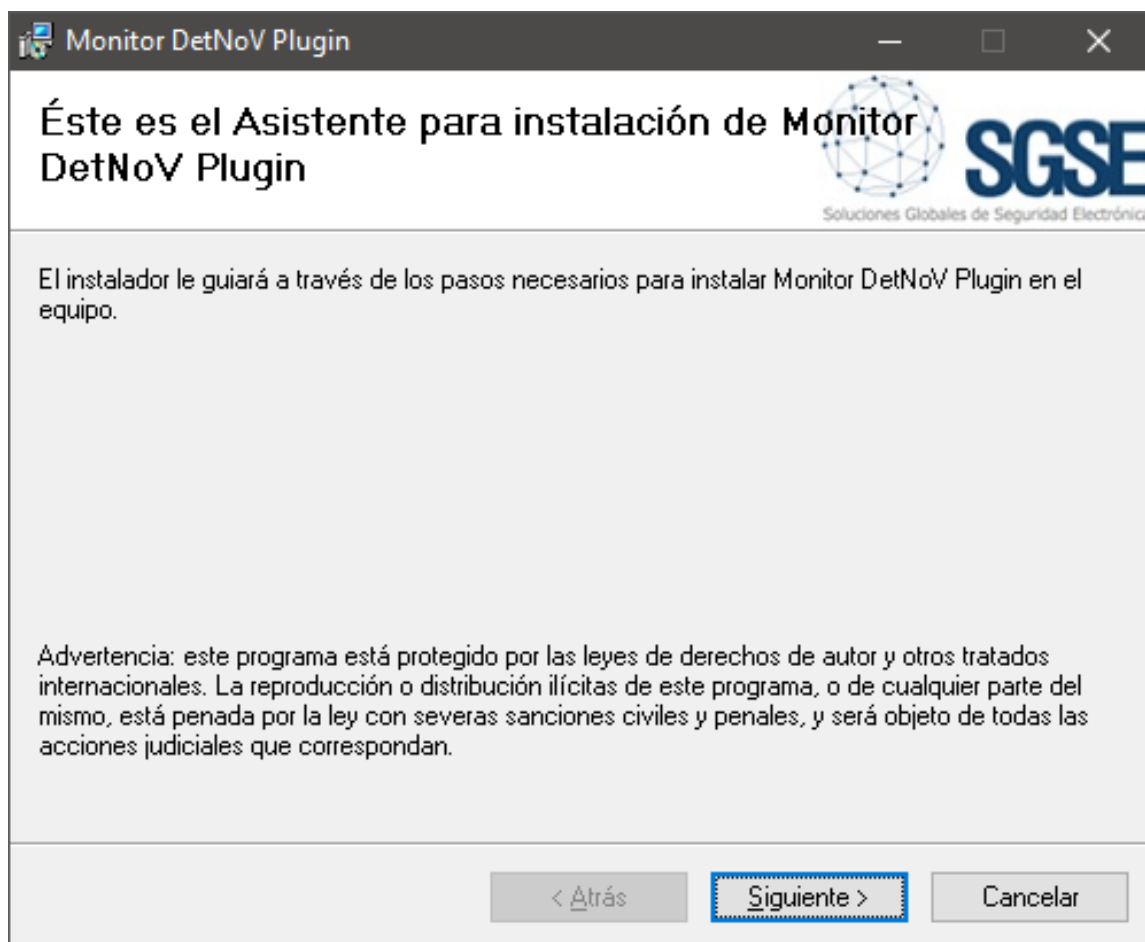 Monitor DetNoV Plugin
Éste es el Asistente para instalación de Monitor
DetNoV Plugin
SGSE
Soluciones Globales de Seguridad Electrónica
El instalador le guiará a través de los pasos necesarios para instalar Monitor DetNoV Plugin en el
equipo.
Advertencia: este programa está protegido por las leyes de derechos de autor y otros tratados
internacionales. La reproducción o distribución ilícitas de este programa, o de cualquier parte del
mismo, está penada por la ley con severas sanciones civiles y penales, y será objeto de todas las
acciones judiciales que correspondan.
< Atrás
Siguiente >
Cancelar